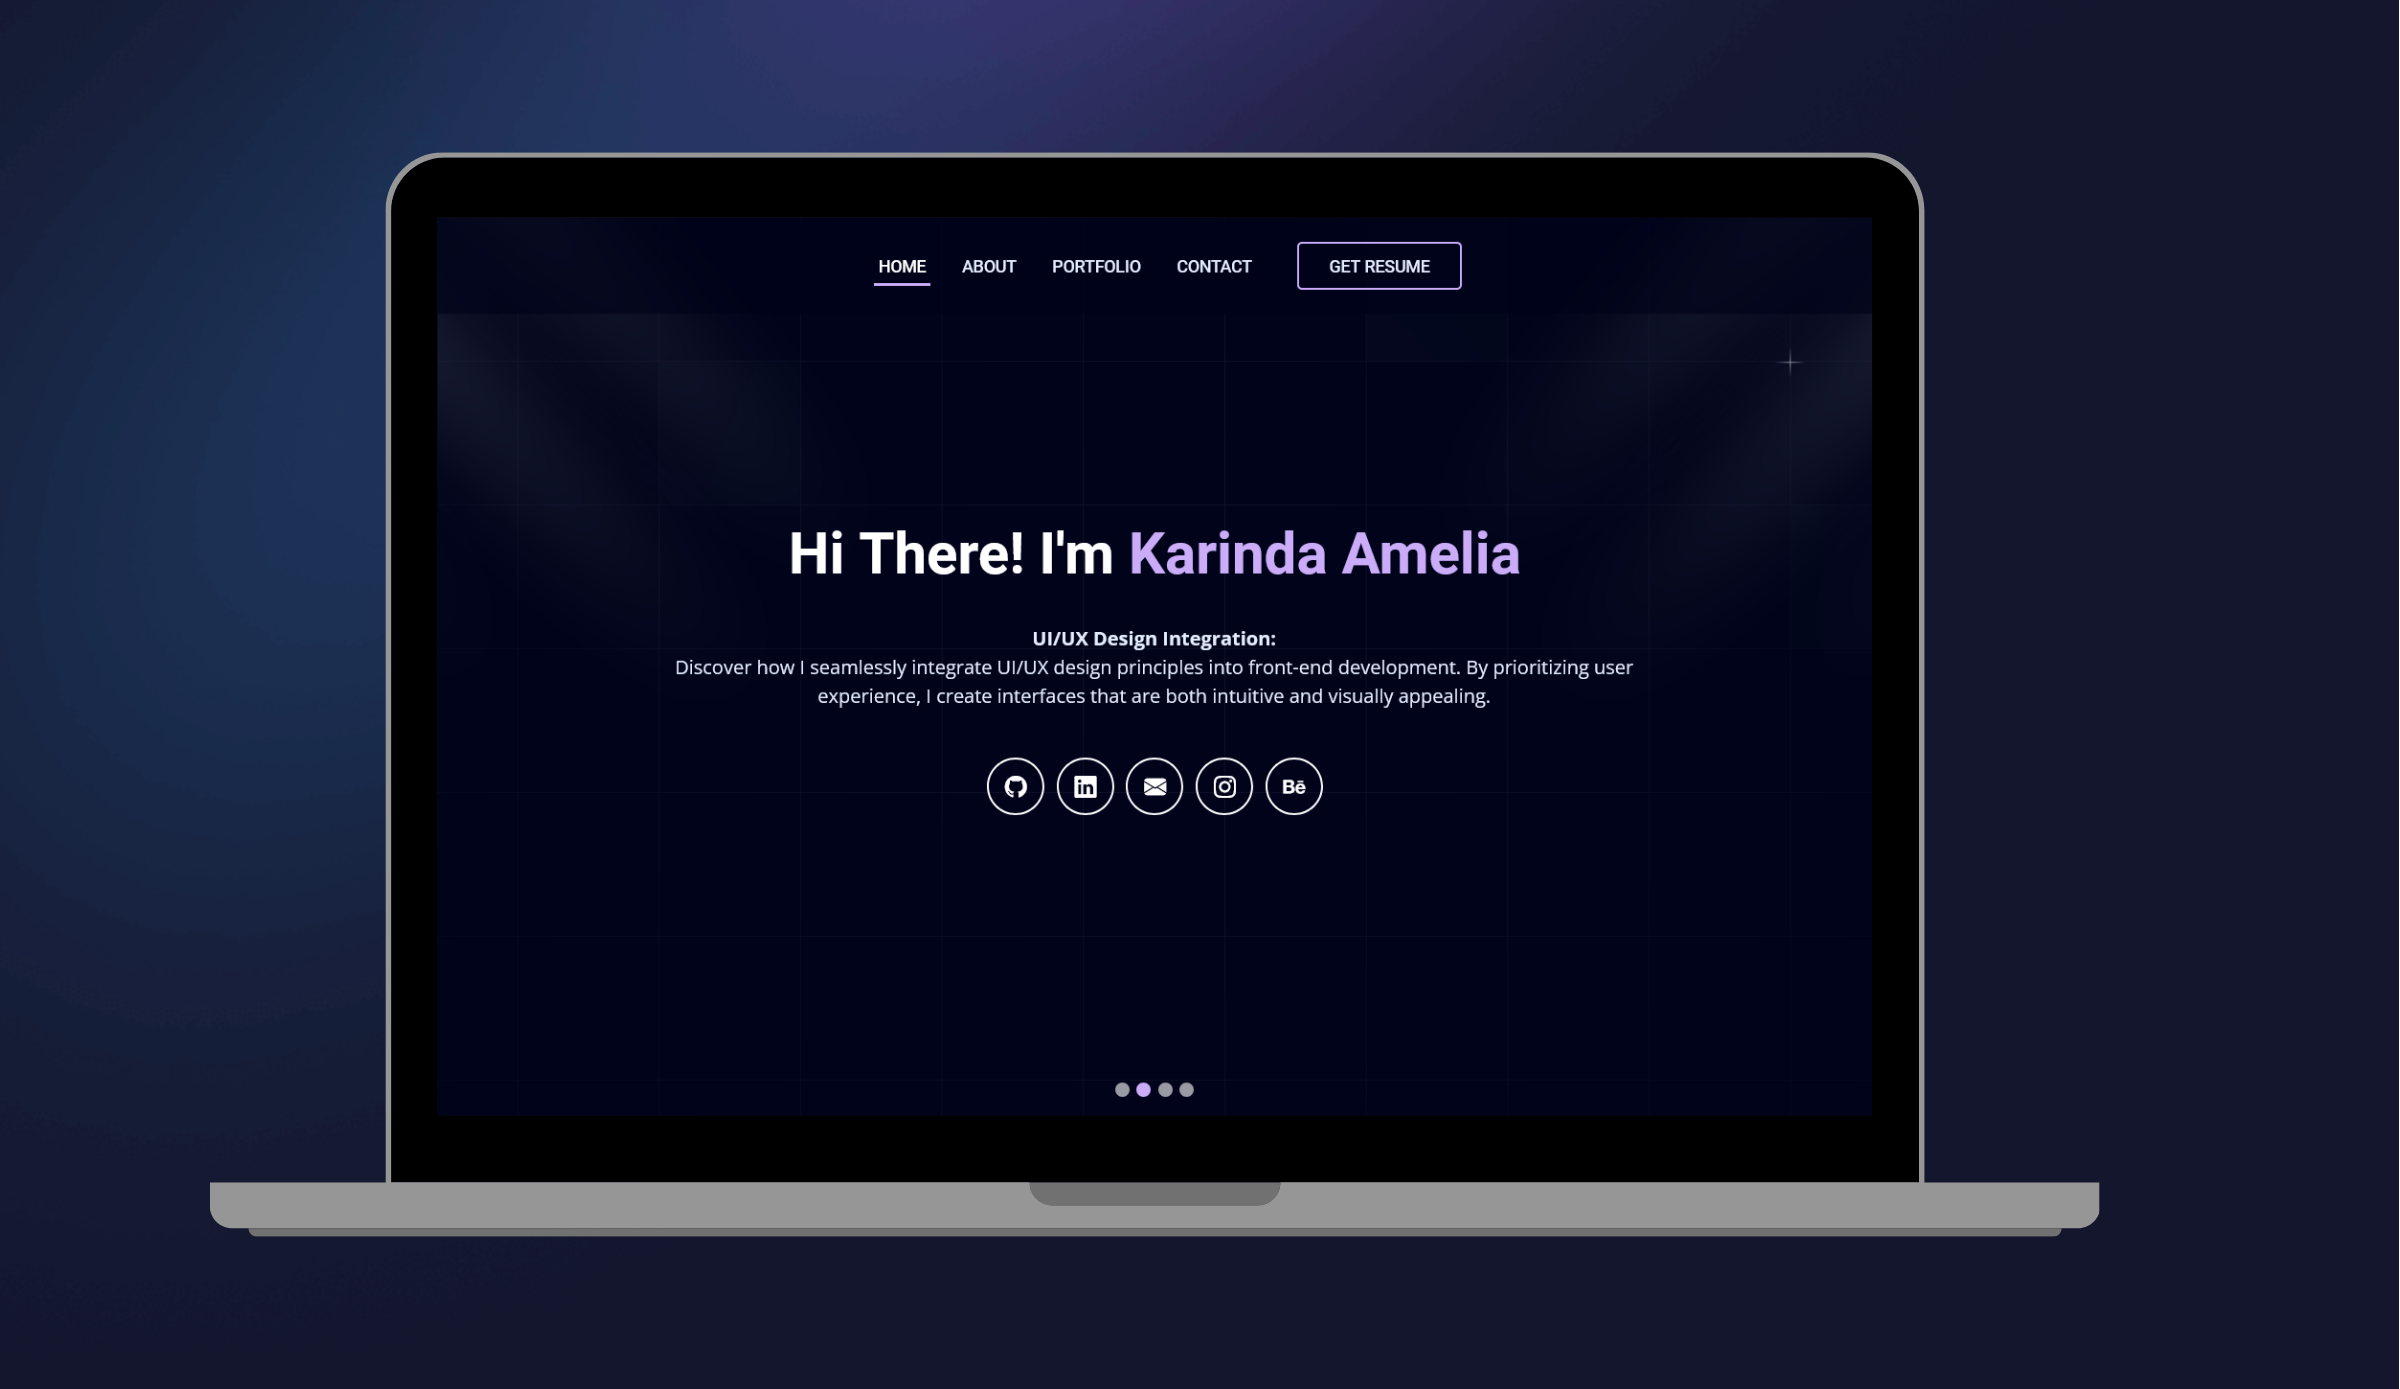 HOME ABOUT PORTFOLIO CONTACT GET RESUME
Hi There! I'm Karinda Amelia
UI/UX Design Integration:
Discover how I seamlessly integrate UI/UX design principles into front-end development. By prioritizing user
experience, I create interfaces that are both intuitive and visually appealing.
in Bē